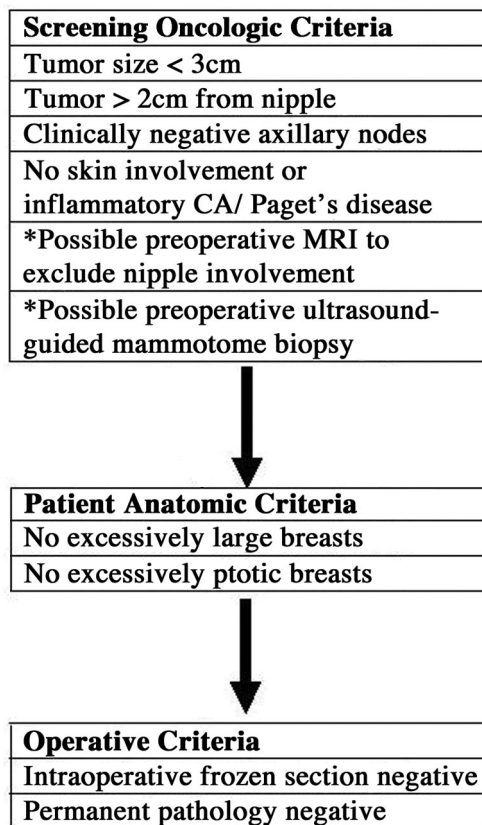 Screening Oncologic Criteria
Tumor size < 3cm
Tumor > 2cm from nipple
Clinically negative axillary nodes
No skin involvement or
inflammatory CA/ Paget's disease
*Possible preoperative MRI to
exclude nipple involvement
*Possible preoperative ultrasound-
guided mammotome biopsy
Patient Anatomic Criteria
No excessively large breasts
No excessively ptotic breasts
Operative Criteria
Intraoperative frozen section negative
Permanent pathology negative